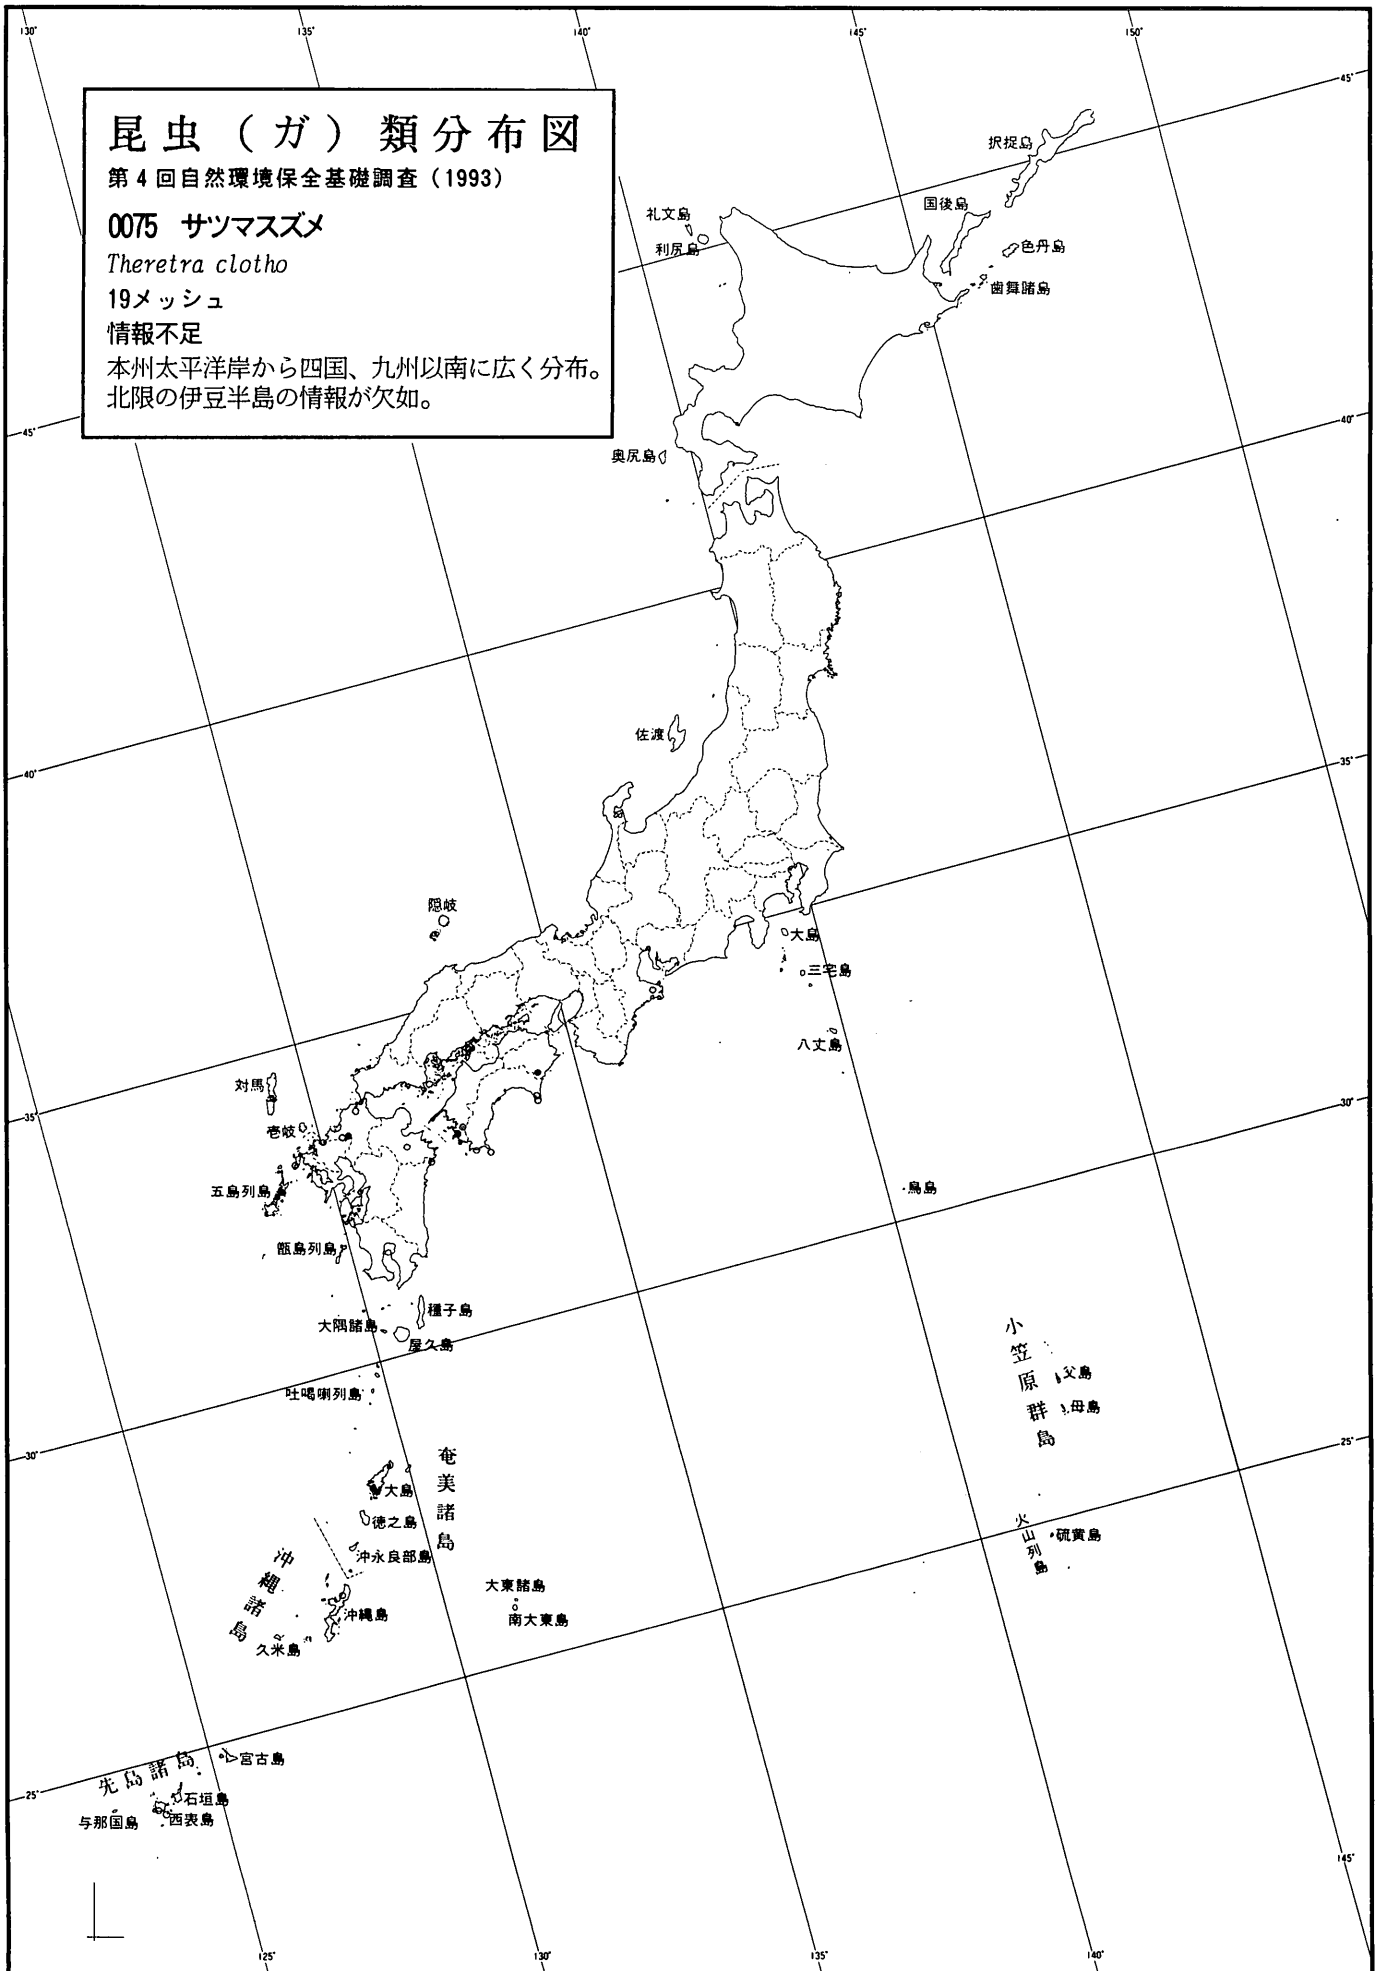 130°
135°
140°
145°
150°
昆虫（ガ）類分布図
第４回自然環境保全基礎調査（1993）
0075 サツマスズメ
Theretra clotho
19メッシュ
情報不足
本州太平洋岸から四国、九州以南に広く分布。
北限の伊豆半島の情報が欠如。
45°
択捉島
国後島
色丹島
歯舞諸島
礼文島
利尻島
45°
40°
奥尻島
佐渡
40°
35°
隠岐
大島
三宅島
八丈島
対馬
壱岐
35°
30°
五島列島
鳥島
甑島列島
種子島
大隅諸島
屋久島
吐噶喇列島
小笠原群島
父島
母島
30°
25°
奄美諸島
大島
徳之島
沖永良部島
火山列島
硫黄島
沖縄諸島
沖縄島
久米島
大東諸島
南大東島
先島諸島
宮古島
石垣島
西表島
与那国島
25°
145°
125°
130°
135°
140°